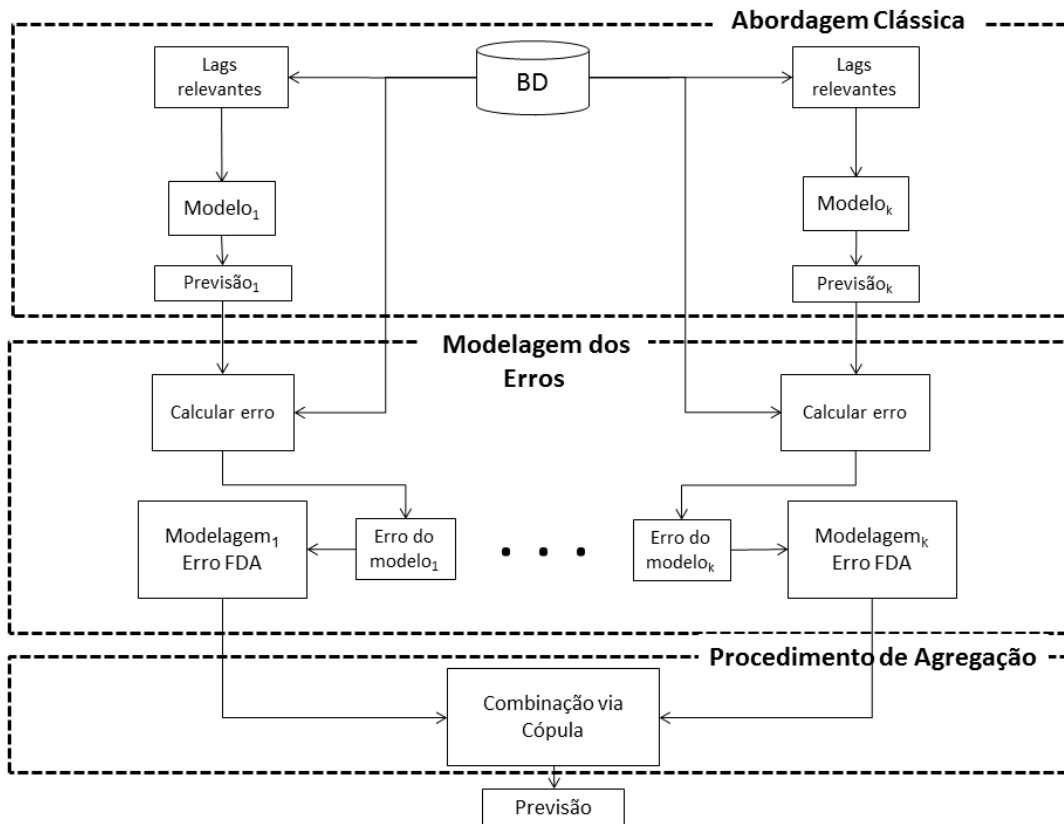 Abordagem Clássica
Lags
relevantes
BD
Lags
relevantes
Modelo₁
Modeloₖ
Previsão₁
Previsãoₖ
Modelagem dos
Erros
Calcular erro
Calcular erro
Modelagem₁
Erro FDA
Erro do
modelo₁
. . .
Erro do
modeloₖ
Modelagemₖ
Erro FDA
Procedimento de Agregação
Combinação via
Cópula
Previsão